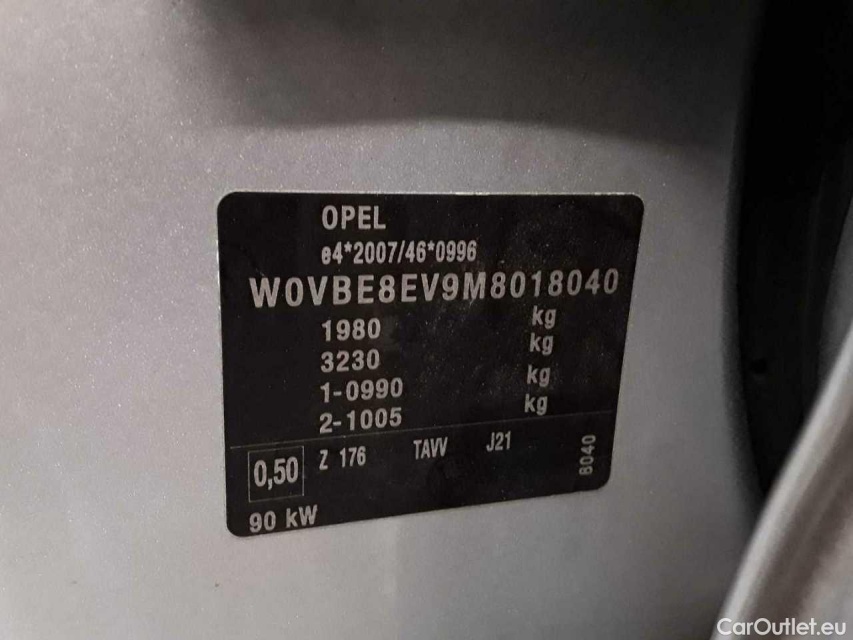 OPEL
e4*2007/46*0996
W0VBE8EV9M8018040
1980 kg
3230 kg
1-0990 kg
2-1005 kg
0,50 Z 176 TAVV J21 8040
90 kW
CarOutlet.eu